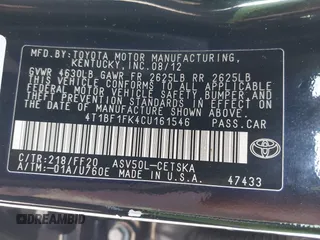 MFD. BY:TOYOTA MOTOR MANUFACTURING,
KENTUCKY, INC. 08/12
GVWR 4630LB GAWR FR 2625LB RR 2625LB
THIS VEHICLE CONFORMS TO ALL APPLICABLE FEDERAL
MOTOR VEHICLE SAFETY, BUMPER, AND THEFT PREVENTION
STANDARDS IN EFFECT ON THE DATE OF MANUFACTURE
SHOWN ABOVE.
4T1BF1FK4CU161546 PASS.CAR
C/TR:218/FF20 ASV50L-CETSKA
A/TM:-01A/U760E MADE IN U.S.A.
TOYOTA
47433